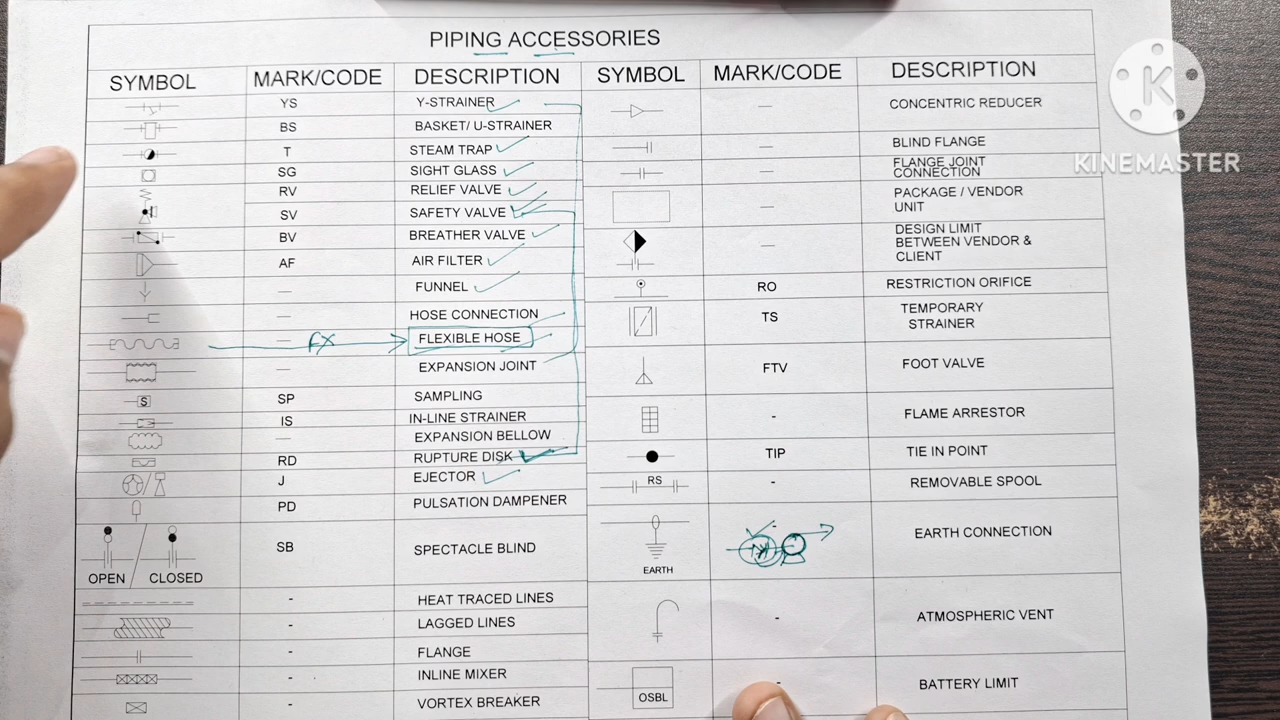 PIPING ACCESSORIES
SYMBOL MARK/CODE DESCRIPTION
YS Y-STRAINER
BS BASKET/ U-STRAINER
T STEAM TRAP
SG SIGHT GLASS
RV RELIEF VALVE
SV SAFETY VALVE
BV BREATHER VALVE
AF AIR FILTER
— FUNNEL
— HOSE CONNECTION
FX — FLEXIBLE HOSE
— EXPANSION JOINT
S SP SAMPLING
IS IN-LINE STRAINER
— EXPANSION BELLOW
RD RUPTURE DISK
J EJECTOR
PD PULSATION DAMPENER
OPEN / CLOSED SB SPECTACLE BLIND
- HEAT TRACED LINES
- LAGGED LINES
- FLANGE
- INLINE MIXER
- VORTEX BREAKER
SYMBOL MARK/CODE DESCRIPTION
— CONCENTRIC REDUCER
— BLIND FLANGE
— FLANGE JOINT
CONNECTION
— PACKAGE / VENDOR
UNIT
— DESIGN LIMIT
BETWEEN VENDOR &
CLIENT
RO RESTRICTION ORIFICE
TS TEMPORARY
STRAINER
FTV FOOT VALVE
- FLAME ARRESTOR
TIP TIE IN POINT
RS - REMOVABLE SPOOL
EARTH CONNECTION
EARTH
- ATMOSPHERIC VENT
OSBL - BATTERY LIMIT
K
KINEMASTER